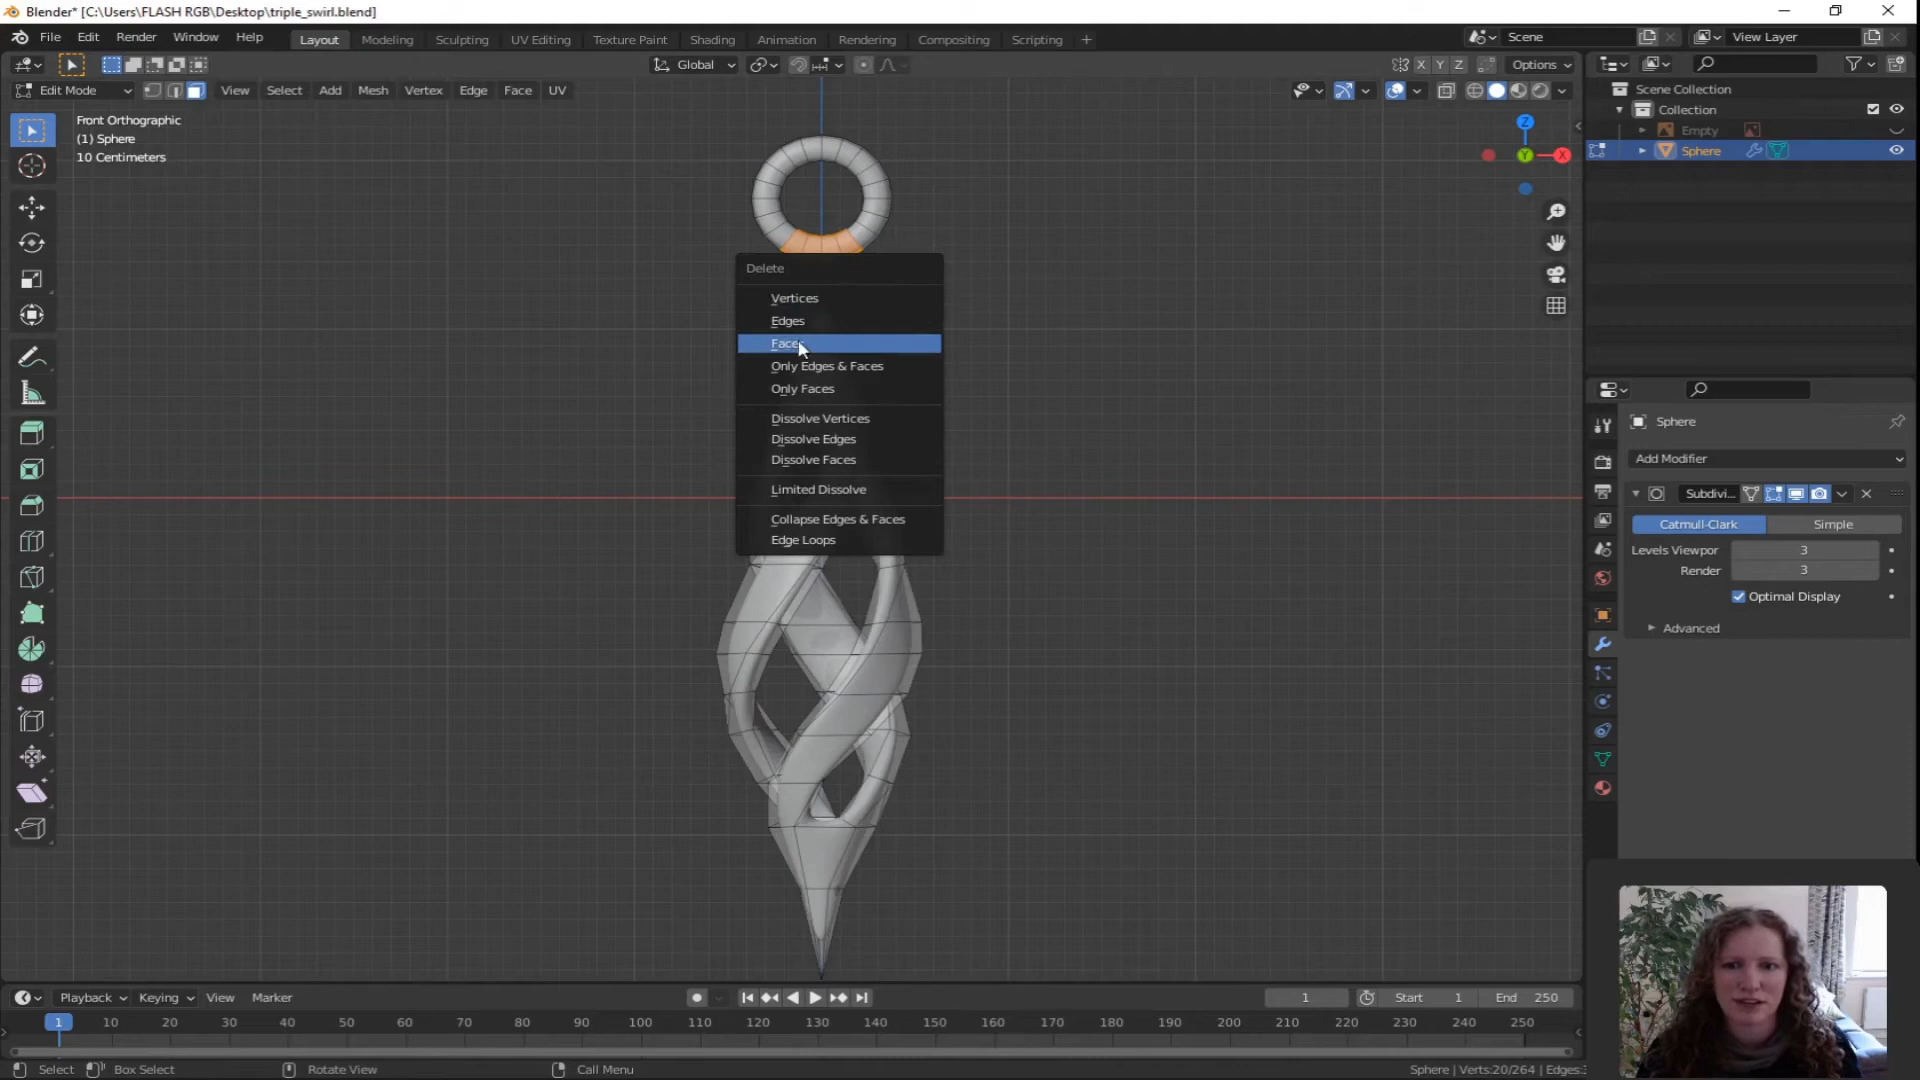 Blender* [C:\Users\FLASH RGB\Desktop\triple_swirl.blend]
File Edit Render Window Help Layout Modeling Sculpting UV Editing Texture Paint Shading Animation Rendering Compositing Scripting + Scene View Layer
Global Options X Y Z
Edit Mode View Select Add Mesh Vertex Edge Face UV
Front Orthographic
(1) Sphere
10 Centimeters
Z
Y
X
Scene Collection
Collection
Empty
Sphere
Delete
Vertices
Edges
Faces
Only Edges & Faces
Only Faces
Dissolve Vertices
Dissolve Edges
Dissolve Faces
Limited Dissolve
Collapse Edges & Faces
Edge Loops
Sphere
Add Modifier
Subdivi...
Catmull-Clark Simple
Levels Viewpor 3
Render 3
Optimal Display
Advanced
Playback Keying View Marker 1 Start 1 End 250
1 10 20 30 40 50 60 70 80 90 100 110 120 130 140 150 160 170 180 190 200 210 220 230 240 250
Select Box Select Rotate View Call Menu Sphere | Verts:20/264 | Edges: